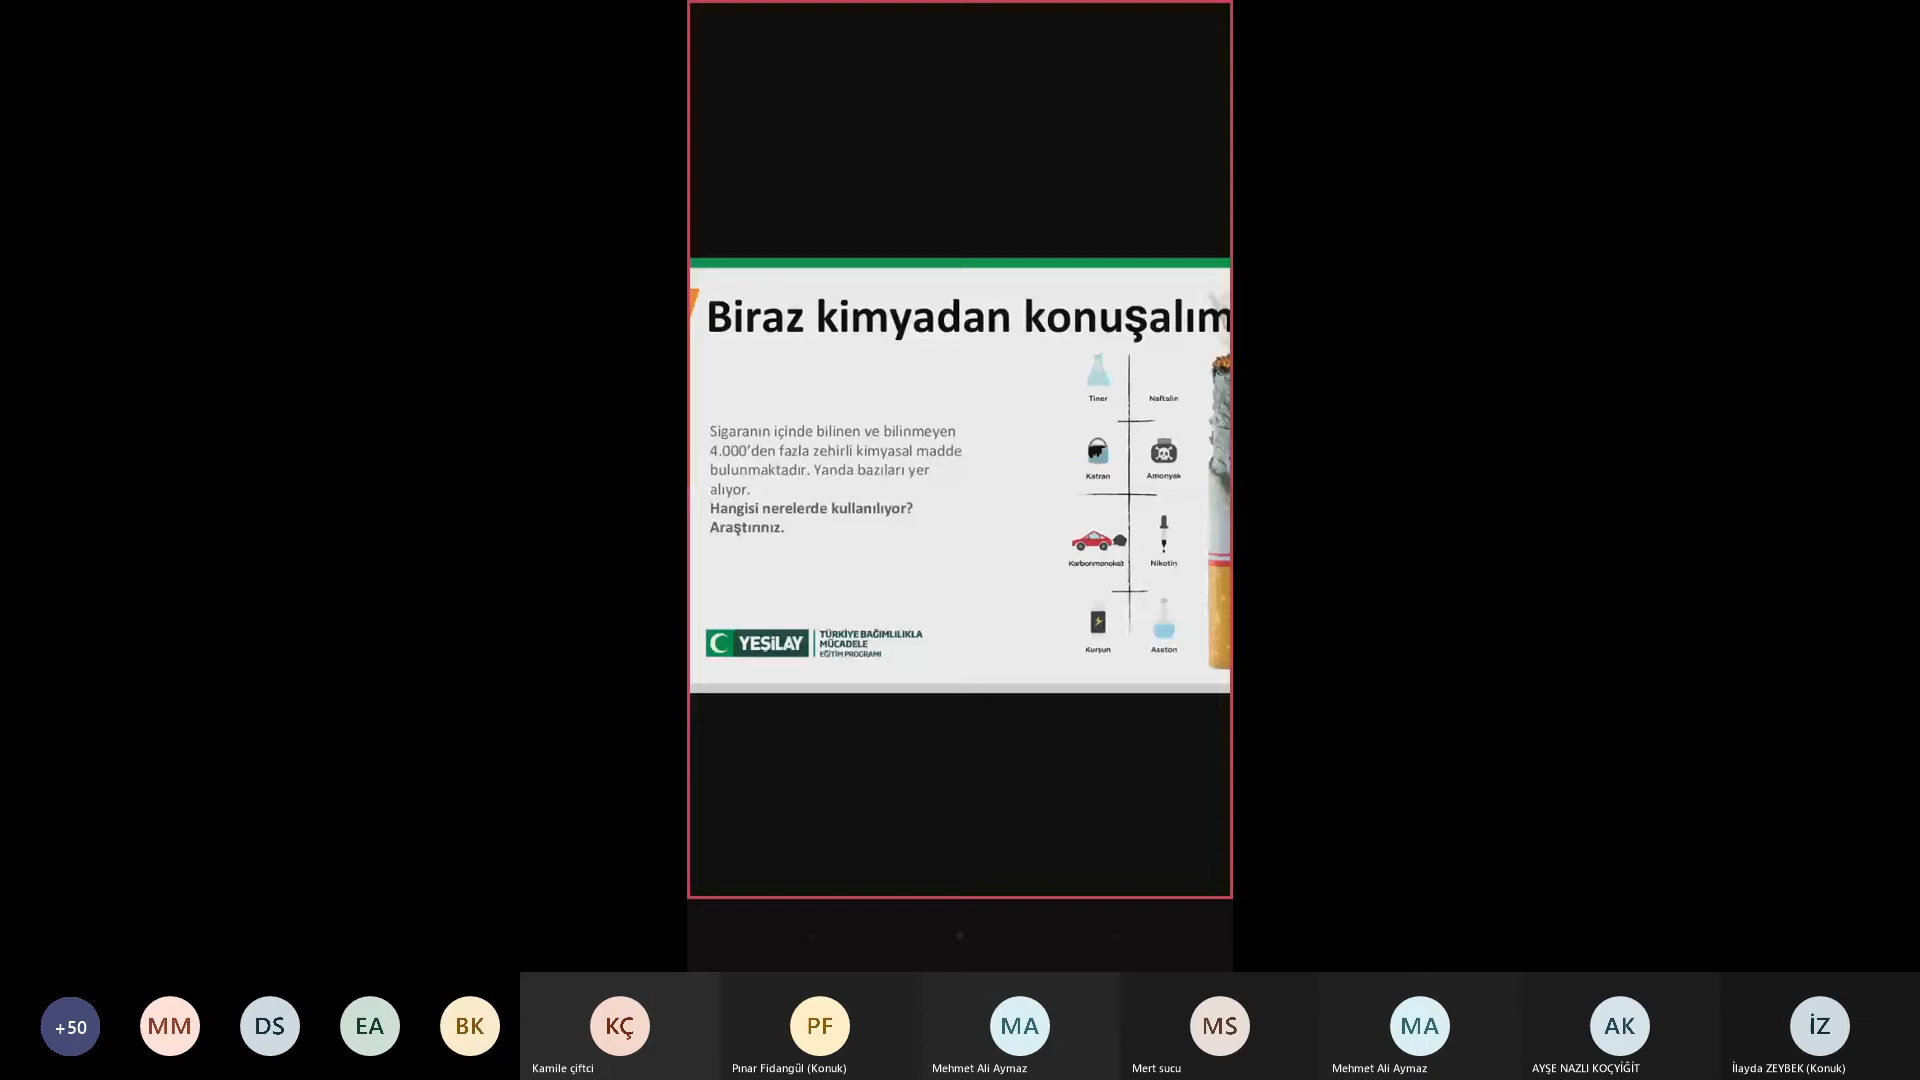 Biraz kimyadan konuşalım
Tiner
Naftalin
Sigaranın içinde bilinen ve bilinmeyen
4.000’den fazla zehirli kimyasal madde
bulunmaktadır. Yanda bazıları yer
alıyor.
Hangisi nerelerde kullanılıyor?
Araştırınız.
Katran
Amonyak
Karbonmonoksit
Nikotin
Kurşun
Aseton
YEŞİLAY
TÜRKİYE BAĞIMLILIKLA
MÜCADELE
EĞİTİM PROGRAMI
+50
MM
DS
EA
BK
KÇ
PF
MA
MS
MA
AK
İZ
Kamile çiftci
Pınar Fidangül (Konuk)
Mehmet Ali Aymaz
Mert sucu
Mehmet Ali Aymaz
AYŞE NAZLI KOÇYİĞİT
İlayda ZEYBEK (Konuk)